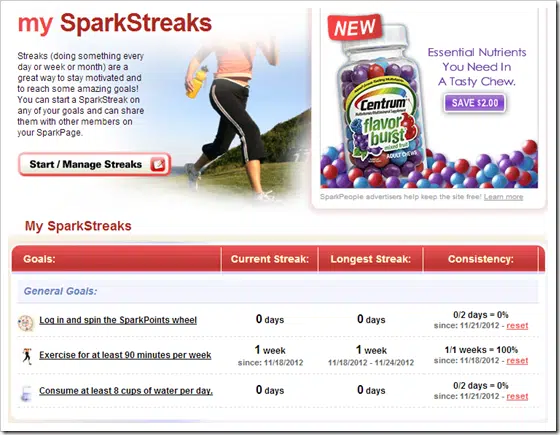 my SparkStreaks
Streaks (doing something every
day or week or month) are a
great way to stay motivated and
to reach some amazing goals!
You can start a SparkStreak on
any of your goals and can share
them with other members on
your SparkPage.
Start / Manage Streaks
NEW
Essential Nutrients
You Need In
A Tasty Chew.
SAVE $2.00
Centrum
flavor
burst
mixed fruit
ADULT CHEWS
SparkPeople advertisers help keep the site free! Learn more
My SparkStreaks
Goals: Current Streak: Longest Streak: Consistency:
General Goals:
Log in and spin the SparkPoints wheel 0 days 0 days 0/2 days = 0%
since: 11/21/2012 - reset
Exercise for at least 90 minutes per week 1 week 1 week 1/1 weeks = 100%
since: 11/18/2012 11/18/2012 - 11/24/2012 since: 11/18/2012 - reset
Consume at least 8 cups of water per day. 0 days 0 days 0/2 days = 0%
since: 11/21/2012 - reset